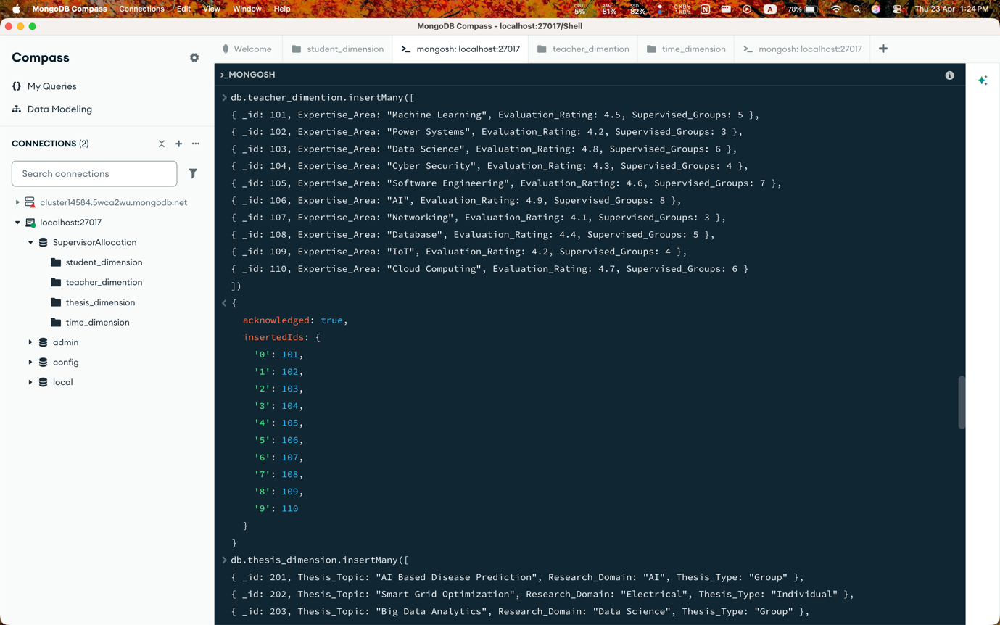 MongoDB Compass Connections Edit View Window Help CPU 5% RAM 81% SSD 82% 0 KB/s 1 KB/s N A 78% Thu 23 Apr 1:24 PM
MongoDB Compass - localhost:27017/Shell
Compass
{} My Queries
Data Modeling
CONNECTIONS (2)
Search connections
cluster14584.5wca2wu.mongodb.net
localhost:27017
SupervisorAllocation
student_dimension
teacher_dimention
thesis_dimension
time_dimension
admin
config
local
Welcome student_dimension >_ mongosh: localhost:27017 teacher_dimention time_dimension >_ mongosh: localhost:27017 +
>_MONGOSH
> db.teacher_dimention.insertMany([
{ _id: 101, Expertise_Area: "Machine Learning", Evaluation_Rating: 4.5, Supervised_Groups: 5 },
{ _id: 102, Expertise_Area: "Power Systems", Evaluation_Rating: 4.2, Supervised_Groups: 3 },
{ _id: 103, Expertise_Area: "Data Science", Evaluation_Rating: 4.8, Supervised_Groups: 6 },
{ _id: 104, Expertise_Area: "Cyber Security", Evaluation_Rating: 4.3, Supervised_Groups: 4 },
{ _id: 105, Expertise_Area: "Software Engineering", Evaluation_Rating: 4.6, Supervised_Groups: 7 },
{ _id: 106, Expertise_Area: "AI", Evaluation_Rating: 4.9, Supervised_Groups: 8 },
{ _id: 107, Expertise_Area: "Networking", Evaluation_Rating: 4.1, Supervised_Groups: 3 },
{ _id: 108, Expertise_Area: "Database", Evaluation_Rating: 4.4, Supervised_Groups: 5 },
{ _id: 109, Expertise_Area: "IoT", Evaluation_Rating: 4.2, Supervised_Groups: 4 },
{ _id: 110, Expertise_Area: "Cloud Computing", Evaluation_Rating: 4.7, Supervised_Groups: 6 }
])
< {
acknowledged: true,
insertedIds: {
'0': 101,
'1': 102,
'2': 103,
'3': 104,
'4': 105,
'5': 106,
'6': 107,
'7': 108,
'8': 109,
'9': 110
}
}
> db.thesis_dimension.insertMany([
{ _id: 201, Thesis_Topic: "AI Based Disease Prediction", Research_Domain: "AI", Thesis_Type: "Group" },
{ _id: 202, Thesis_Topic: "Smart Grid Optimization", Research_Domain: "Electrical", Thesis_Type: "Individual" },
{ _id: 203, Thesis_Topic: "Big Data Analytics", Research_Domain: "Data Science", Thesis_Type: "Group" },